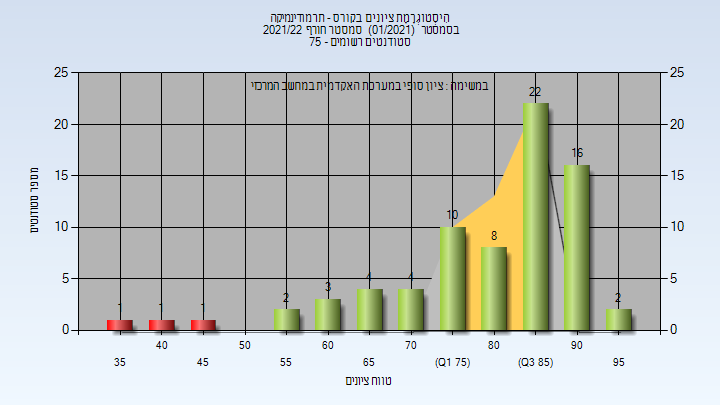 היסטוגרמת ציונים בקורס - תרמודינמיקה
בסמסטר (01/2021) סמסטר חורף 2021/22
סטודנטים רשומים - 75
במשימה : ציון סופי במערכת האקדמית במחשב המרכזי
מספר סטודנטים
25 25
20 20
15 15
10 10
5 5
0 0
1 1 1 2 3 4 4 10 8 22 16 2
35 40 45 50 55 60 65 70 (Q1 75) 80 (Q3 85) 90 95
טווח ציונים